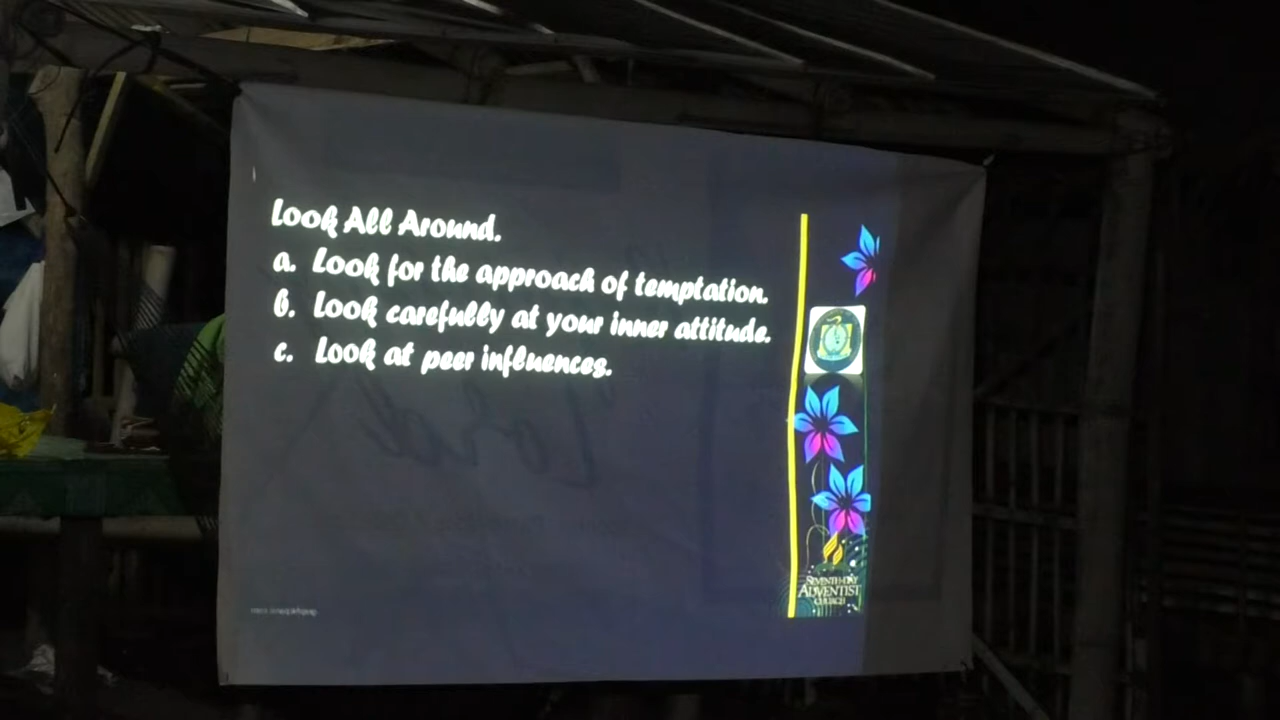 Look All Around.
a. Look for the approach of temptation.
b. Look carefully at your inner attitude.
c. Look at peer influences.
SEVENTH-DAY
ADVENTIST
CHURCH